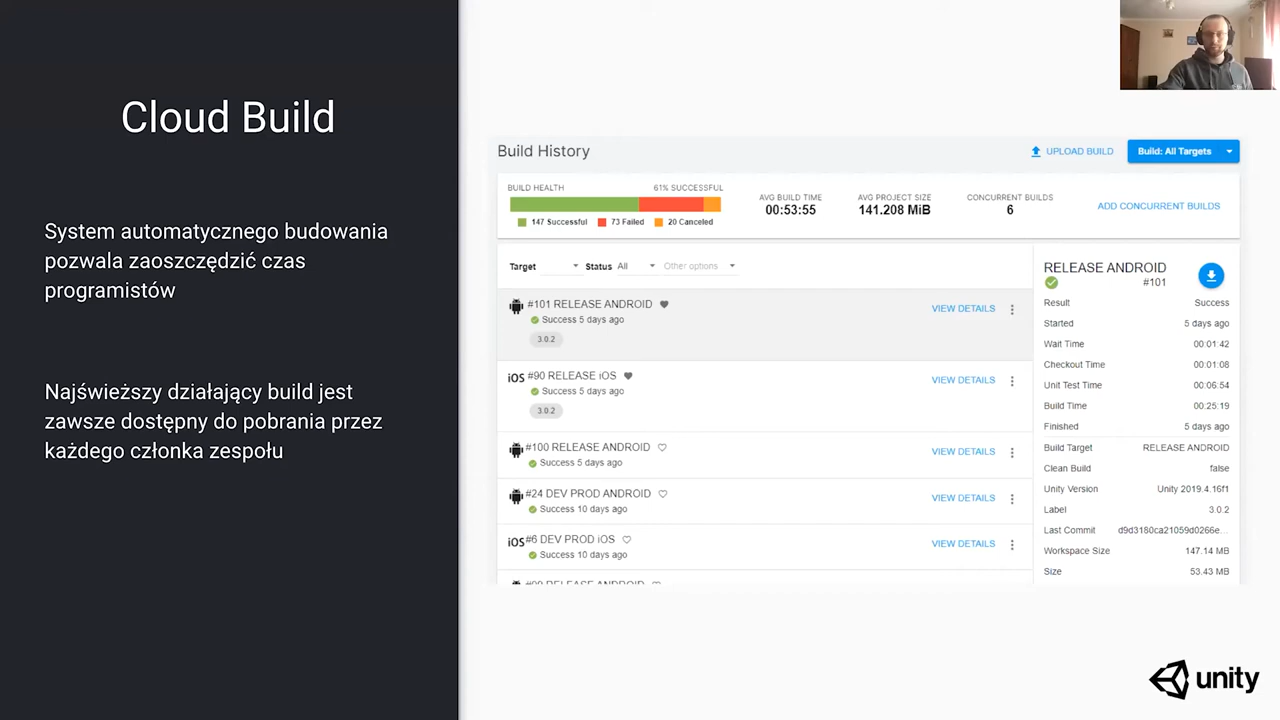 Cloud Build
System automatycznego budowania
pozwala zaoszczędzić czas
programistów
Najświeższy działający build jest
zawsze dostępny do pobrania przez
każdego członka zespołu
Build History
UPLOAD BUILD
Build: All Targets
BUILD HEALTH 61% SUCCESSFUL
147 Successful 73 Failed 20 Canceled
AVG BUILD TIME
00:53:55
AVG PROJECT SIZE
141.208 MiB
CONCURRENT BUILDS
6
ADD CONCURRENT BUILDS
Target Status All Other options
#101 RELEASE ANDROID
Success 5 days ago
3.0.2
VIEW DETAILS
iOS #90 RELEASE iOS
Success 5 days ago
3.0.2
VIEW DETAILS
#100 RELEASE ANDROID
Success 5 days ago
VIEW DETAILS
#24 DEV PROD ANDROID
Success 10 days ago
VIEW DETAILS
iOS #6 DEV PROD iOS
Success 10 days ago
VIEW DETAILS
RELEASE ANDROID
RELEASE ANDROID
#101
Result Success
Started 5 days ago
Wait Time 00:01:42
Checkout Time 00:01:08
Unit Test Time 00:06:54
Build Time 00:25:19
Finished 5 days ago
Build Target RELEASE ANDROID
Clean Build false
Unity Version Unity 2019.4.16f1
Label 3.0.2
Last Commit d9d3180ca21059d0266e...
Workspace Size 147.14 MB
Size 53.43 MB
unity